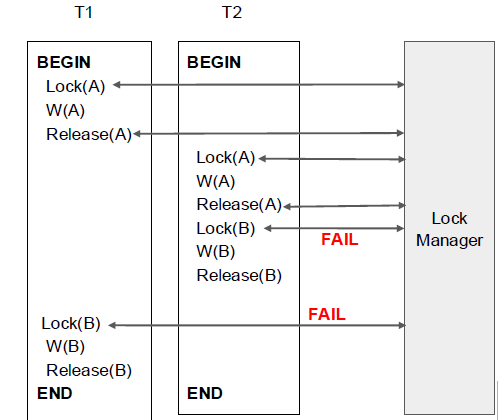 T1
T2
BEGIN
Lock(A)
W(A)
Release(A)
BEGIN
Lock(A)
W(A)
Release(A)
Lock(B)
FAIL
W(B)
Release(B)
FAIL
Lock(B)
W(B)
Release(B)
END
END
Lock
Manager